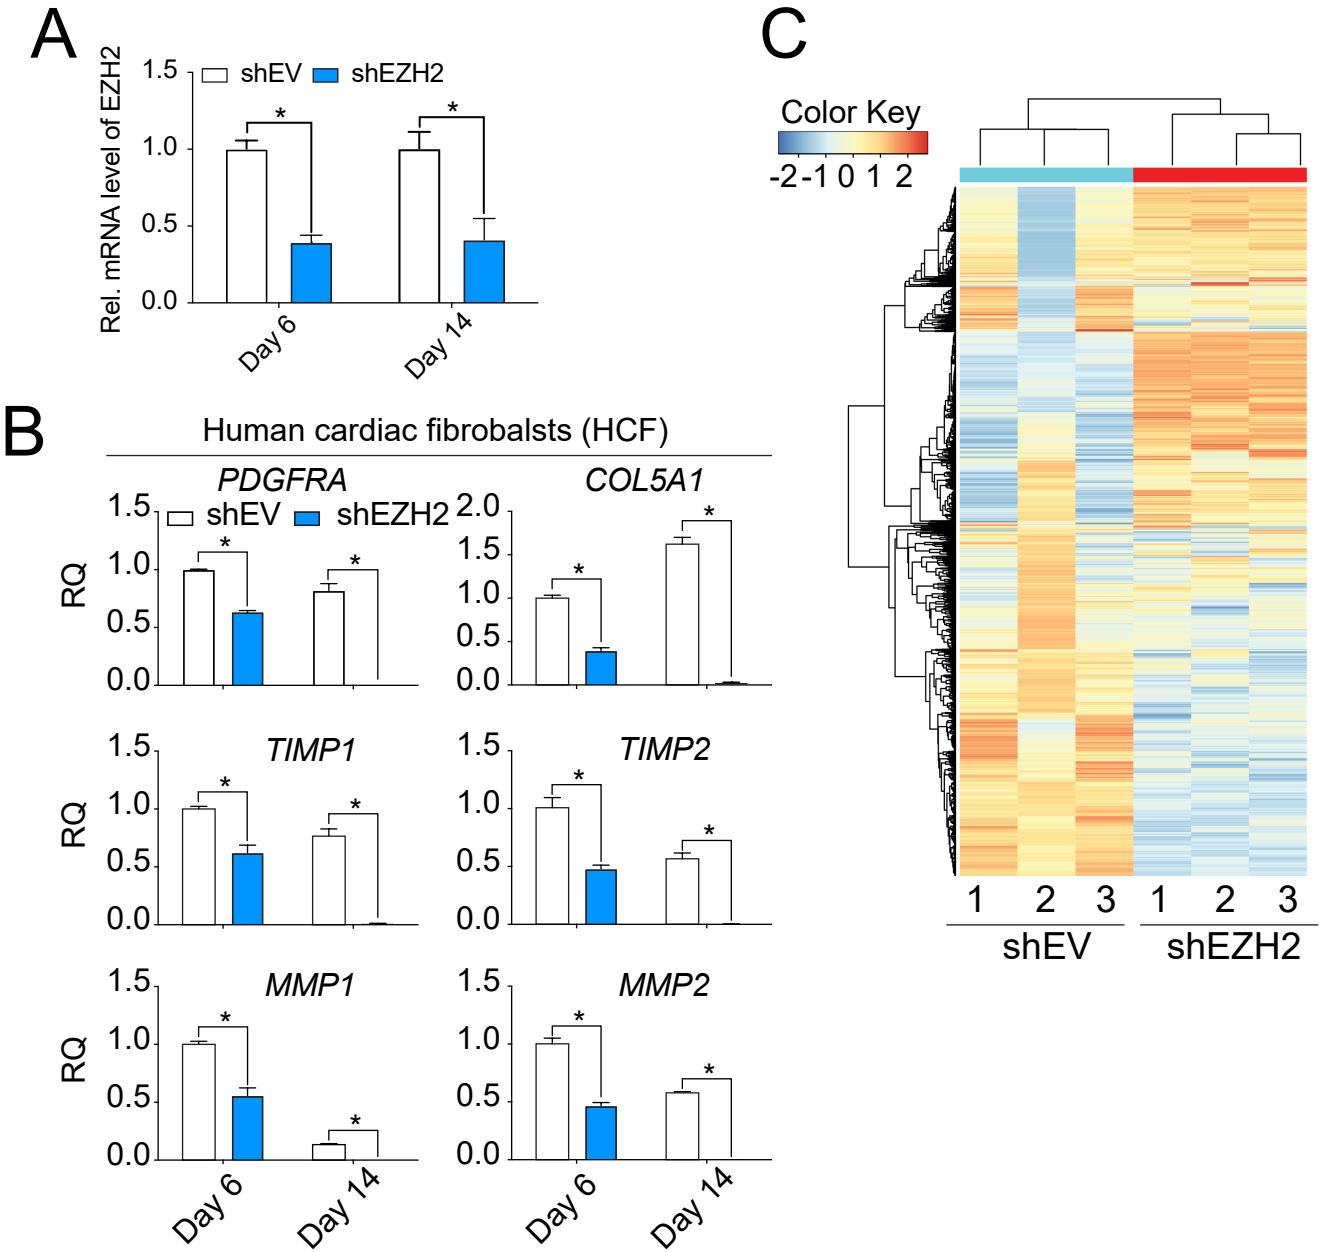 A
Rel. mRNA level of EZH2
1.5
1.0
0.5
0.0
shEV
shEZH2
*
*
Day 6
Day 14
B
Human cardiac fibrobalsts (HCF)
PDGFRA
shEV
shEZH2
RQ
1.5
1.0
0.5
0.0
*
*
COL5A1
2.0
1.5
1.0
0.5
0.0
*
*
TIMP1
RQ
1.5
1.0
0.5
0.0
*
*
TIMP2
1.5
1.0
0.5
0.0
*
*
MMP1
RQ
1.5
1.0
0.5
0.0
*
*
Day 6
Day 14
MMP2
1.5
1.0
0.5
0.0
*
*
Day 6
Day 14
C
Color Key
-2 -1 0 1 2
1 2 3 1 2 3
shEV shEZH2